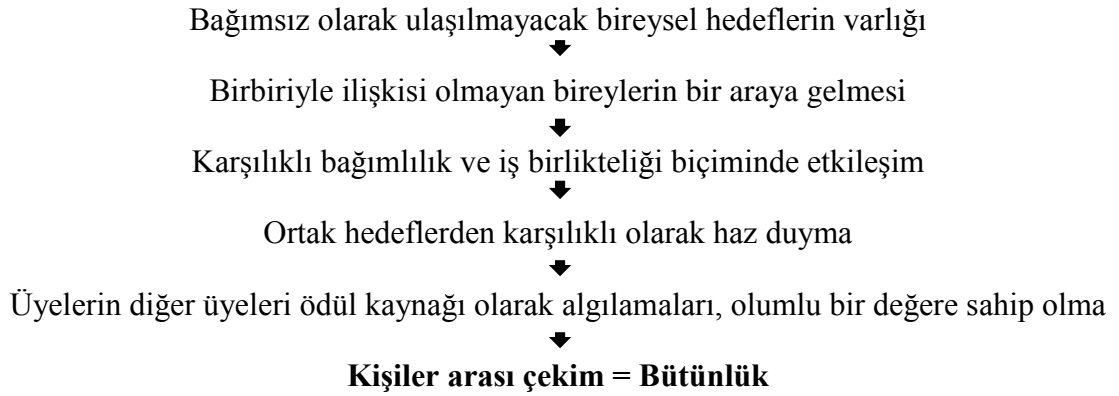 Bağımsız olarak ulaşılmayacak bireysel hedeflerin varlığı
Birbiriyle ilişkisi olmayan bireylerin bir araya gelmesi
Karşılıklı bağımlılık ve iş birlikteliği biçiminde etkileşim
Ortak hedeflerden karşılıklı olarak haz duyma
Üyelerin diğer üyeleri ödül kaynağı olarak algılamaları, olumlu bir değere sahip olma
Kişiler arası çekim = Bütünlük